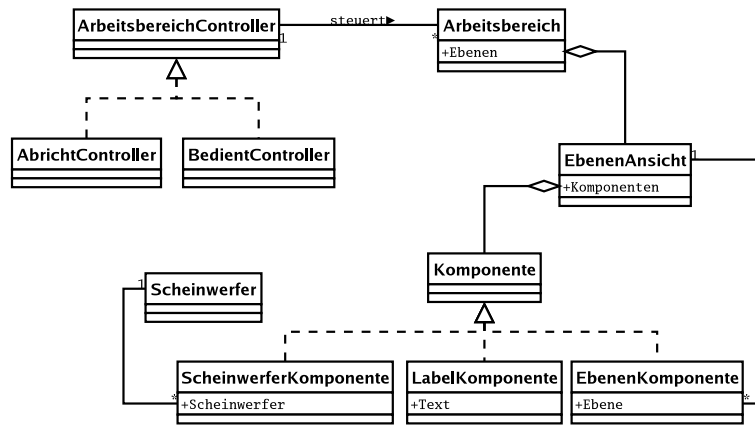 ArbeitsbereichController
1
steuert▶
*
Arbeitsbereich
+Ebenen
AbrichtController
BedientController
EbenenAnsicht
1
+Komponenten
Komponente
1
Scheinwerfer
ScheinwerferKomponente
*
+Scheinwerfer
LabelKomponente
+Text
EbenenKomponente
+Ebene
*